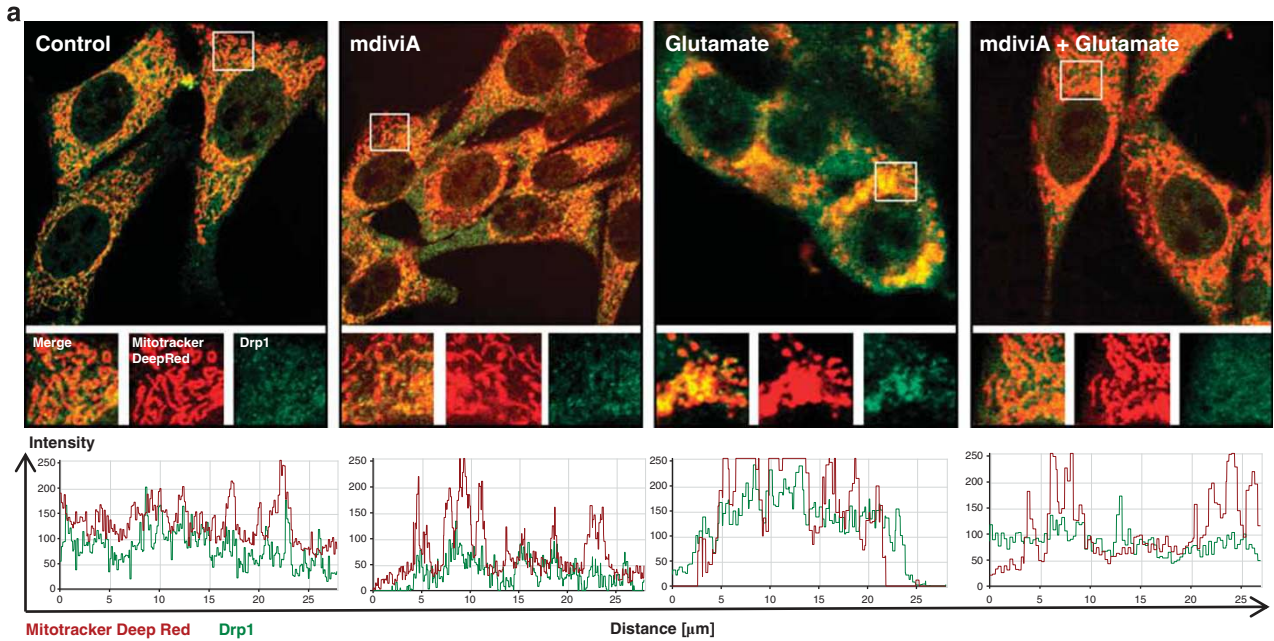 a
Control
mdiviA
Glutamate
mdiviA + Glutamate
Merge
Mitotracker
DeepRed
Drp1
Intensity
250
200
150
100
50
0
0 5 10 15 20 25
250
200
150
100
50
0
0 5 10 15 20 25
250
200
150
100
50
0
0 5 10 15 20 25
250
200
150
100
50
0
0 5 10 15 20 25
Mitotracker Deep Red Drp1 Distance [μm]